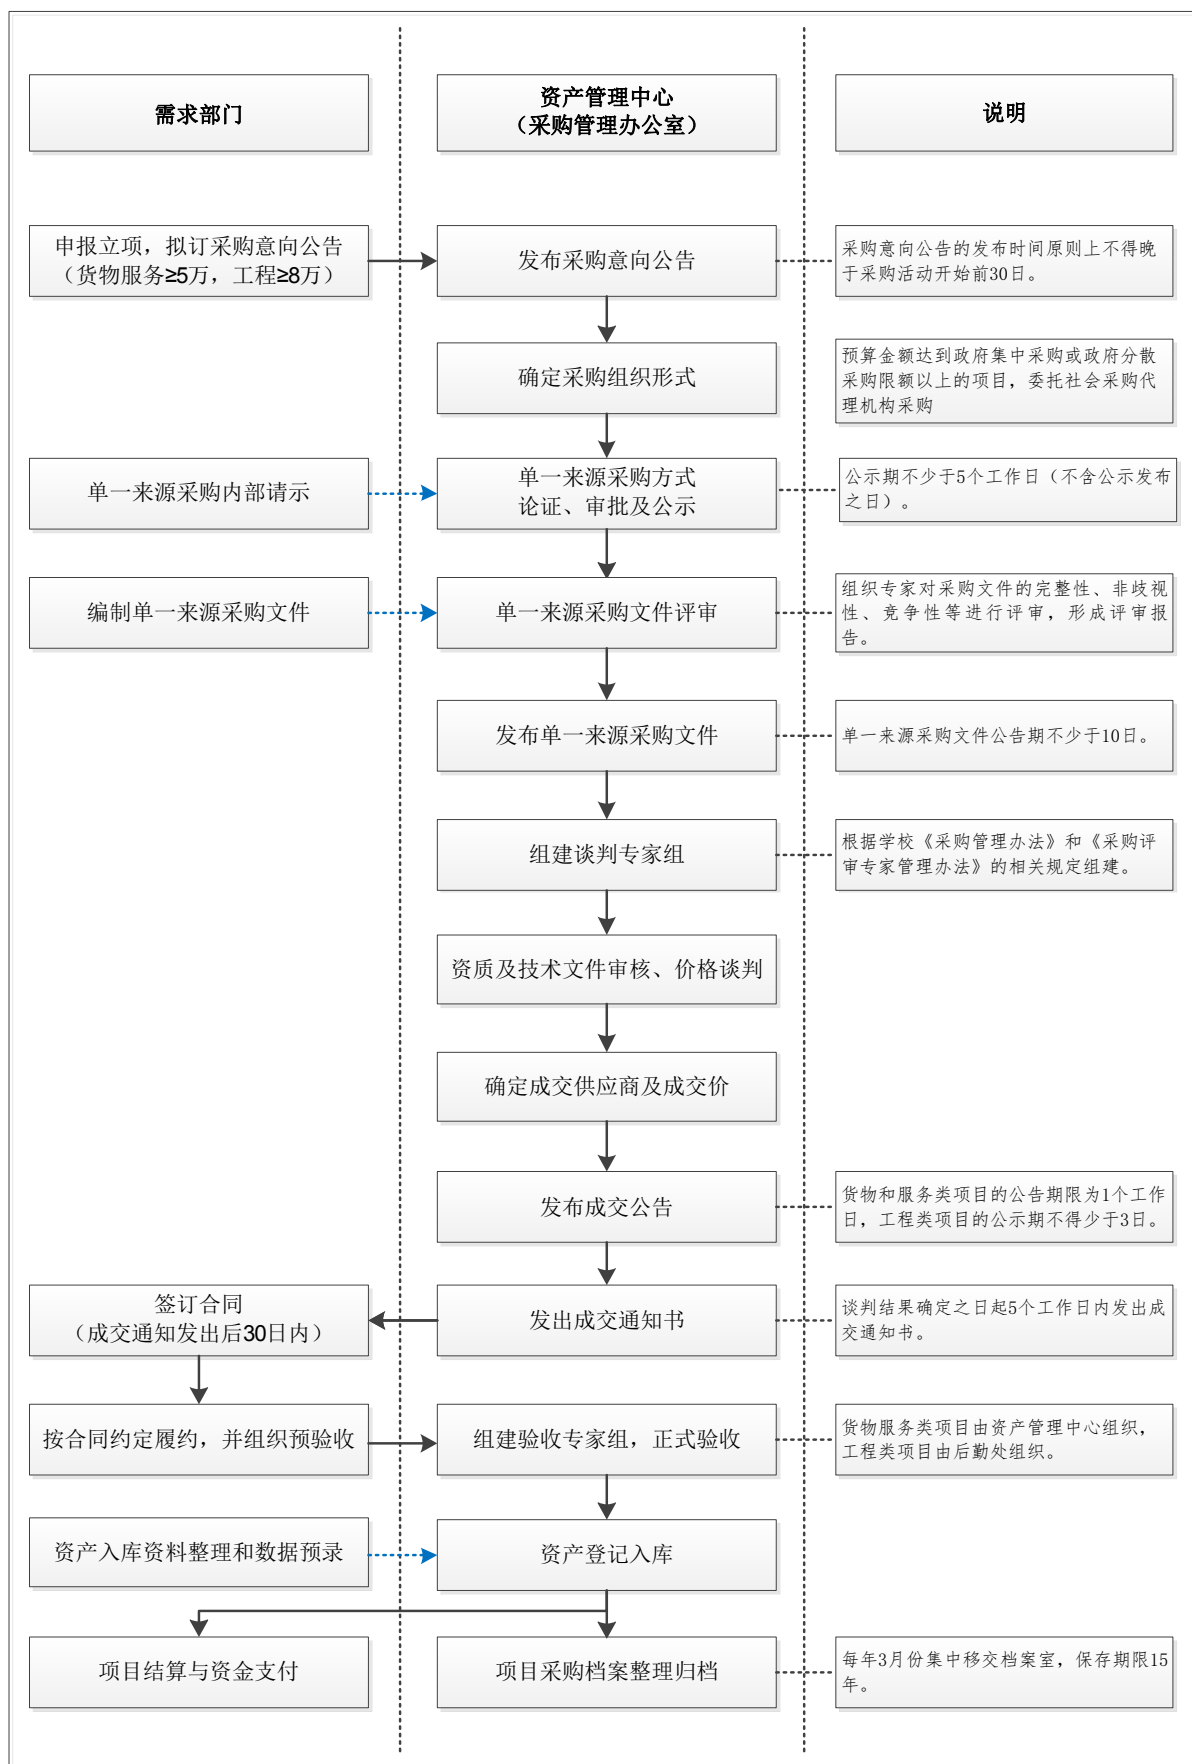 需求部门
资产管理中心
（采购管理办公室）
说明
申报立项，拟订采购意向公告
（货物服务≥5万，工程≥8万）
发布采购意向公告
采购意向公告的发布时间原则上不得晚
于采购活动开始前30日。
确定采购组织形式
预算金额达到政府集中采购或政府分散
采购限额以上的项目，委托社会采购代
理机构采购
单一来源采购内部请示
单一来源采购方式
论证、审批及公示
公示期不少于5个工作日（不含公示发布
之日）。
编制单一来源采购文件
单一来源采购文件评审
组织专家对采购文件的完整性、非歧视
性、竞争性等进行评审，形成评审报
告。
发布单一来源采购文件
单一来源采购文件公告期不少于10日。
组建谈判专家组
根据学校《采购管理办法》和《采购评
审专家管理办法》的相关规定组建。
资质及技术文件审核、价格谈判
确定成交供应商及成交价
发布成交公告
货物和服务类项目的公告期限为1个工作
日，工程类项目的公示期不得少于3日。
签订合同
（成交通知发出后30日内）
发出成交通知书
谈判结果确定之日起5个工作日内发出成
交通知书。
按合同约定履约，并组织预验收
组建验收专家组，正式验收
货物服务类项目由资产管理中心组织，
工程类项目由后勤处组织。
资产入库资料整理和数据预录
资产登记入库
项目结算与资金支付
项目采购档案整理归档
每年3月份集中移交档案室，保存期限15
年。